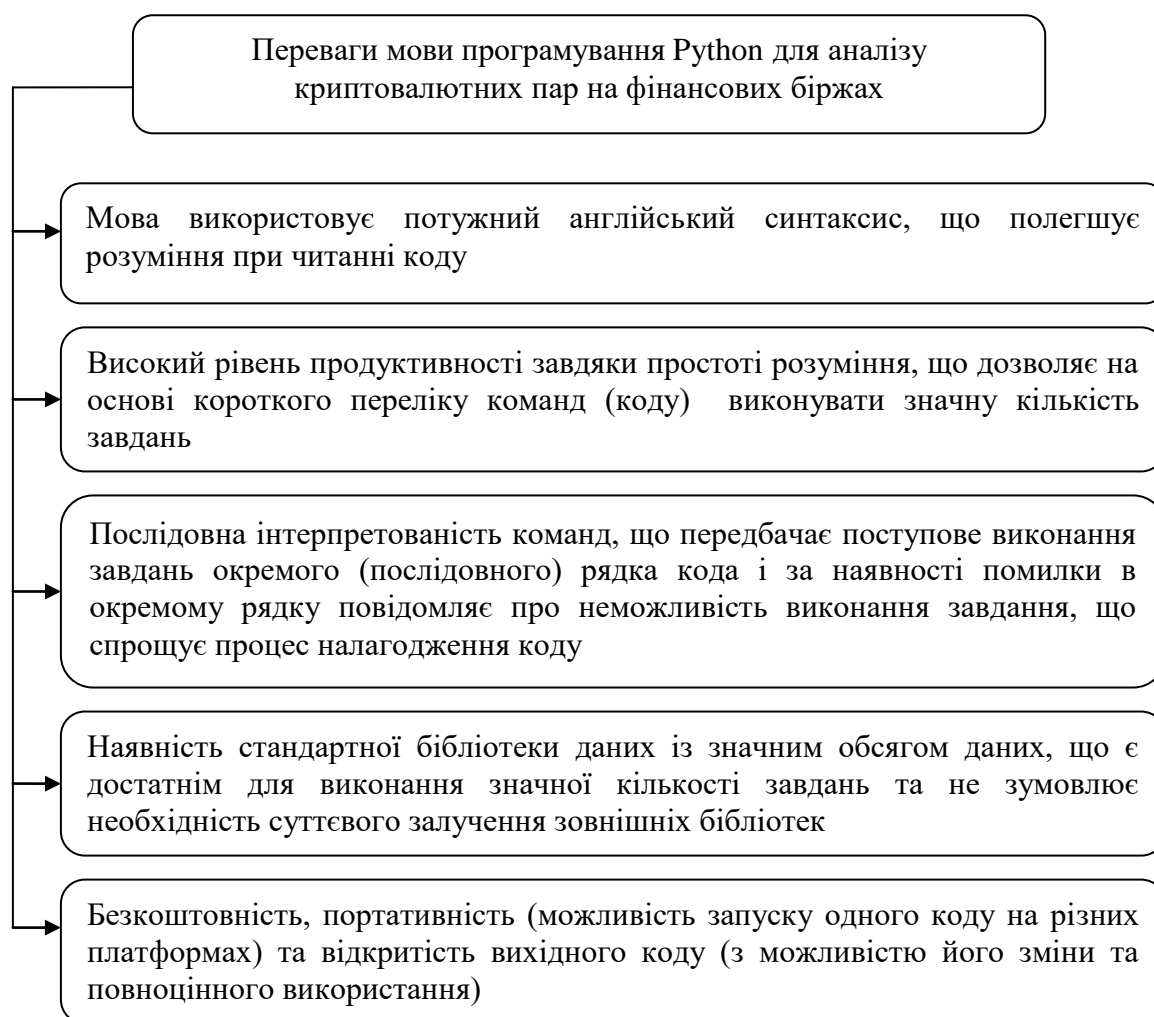 Переваги мови програмування Python для аналізу
криптовалютних пар на фінансових біржах
Мова використовує потужний англійський синтаксис, що полегшує
розуміння при читанні коду
Високий рівень продуктивності завдяки простоті розуміння, що дозволяє на
основі короткого переліку команд (коду) виконувати значну кількість
завдань
Послідовна інтерпретованість команд, що передбачає поступове виконання
завдань окремого (послідовного) рядка кода і за наявності помилки в
окремому рядку повідомляє про неможливість виконання завдання, що
спрощує процес налагодження коду
Наявність стандартної бібліотеки даних із значним обсягом даних, що є
достатнім для виконання значної кількості завдань та не зумовлює
необхідність суттєвого залучення зовнішніх бібліотек
Безкоштовність, портативність (можливість запуску одного коду на різних
платформах) та відкритість вихідного коду (з можливістю його зміни та
повноцінного використання)